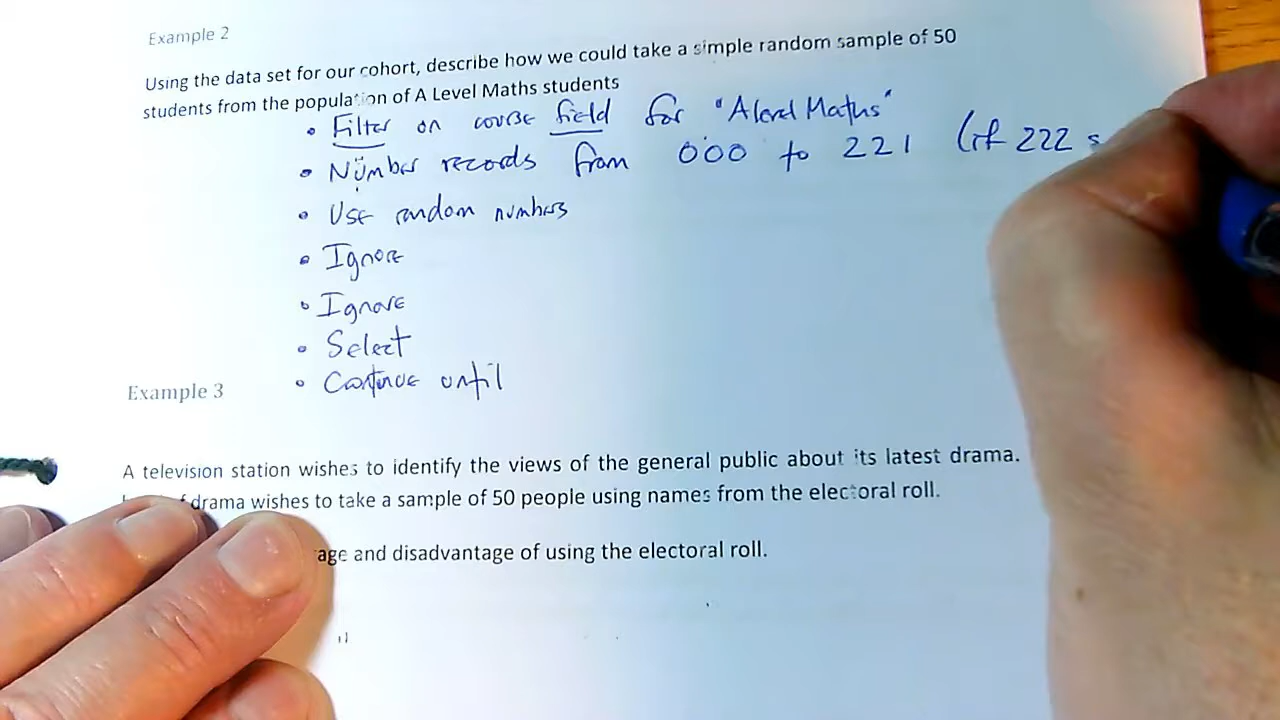 Example 2
Using the data set for our cohort, describe how we could take a simple random sample of 50
students from the population of A Level Maths students
• Filter on course field for "A level Maths"
• Number records from 000 to 221 (if 222 s
• Use random numbers
• Ignore
• Ignore
• Select
• Continue until
Example 3
A television station wishes to identify the views of the general public about its latest drama.
drama wishes to take a sample of 50 people using names from the electoral roll.
age and disadvantage of using the electoral roll.